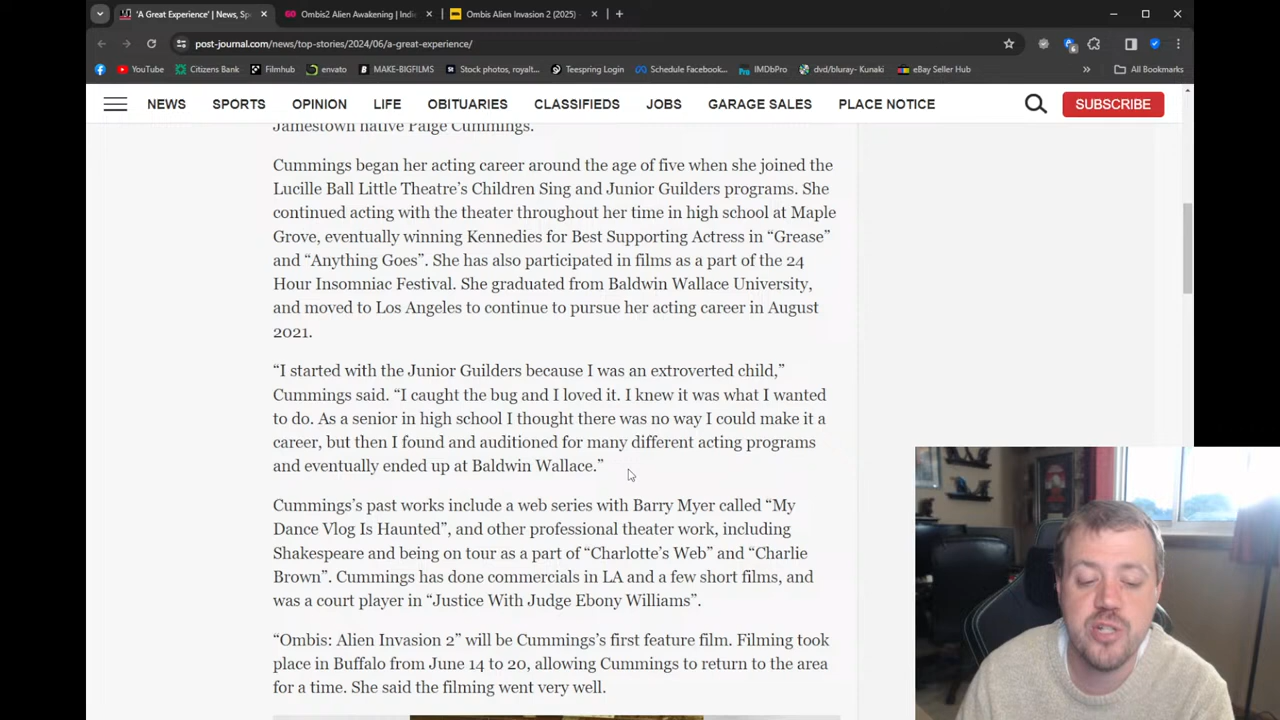 'A Great Experience' | News, Sp
Ombis2 Alien Awakening | Indie
Ombis Alien Invasion 2 (2025) -
post-journal.com/news/top-stories/2024/06/a-great-experience/
YouTube
Citizens Bank
Filmhub
envato
MAKE-BIGFILMS
Stock photos, royalt...
Teespring Login
Schedule Facebook...
IMDbPro
dvd/bluray- Kunaki
eBay Seller Hub
»
All Bookmarks
NEWS SPORTS OPINION LIFE OBITUARIES CLASSIFIEDS JOBS GARAGE SALES PLACE NOTICE SUBSCRIBE
Jamestown native Paige Cummings.
Cummings began her acting career around the age of five when she joined the
Lucille Ball Little Theatre’s Children Sing and Junior Guilders programs. She
continued acting with the theater throughout her time in high school at Maple
Grove, eventually winning Kennedies for Best Supporting Actress in “Grease”
and “Anything Goes”. She has also participated in films as a part of the 24
Hour Insomniac Festival. She graduated from Baldwin Wallace University,
and moved to Los Angeles to continue to pursue her acting career in August
2021.
“I started with the Junior Guilders because I was an extroverted child,”
Cummings said. “I caught the bug and I loved it. I knew it was what I wanted
to do. As a senior in high school I thought there was no way I could make it a
career, but then I found and auditioned for many different acting programs
and eventually ended up at Baldwin Wallace.”
Cummings’s past works include a web series with Barry Myer called “My
Dance Vlog Is Haunted”, and other professional theater work, including
Shakespeare and being on tour as a part of “Charlotte’s Web” and “Charlie
Brown”. Cummings has done commercials in LA and a few short films, and
was a court player in “Justice With Judge Ebony Williams”.
“Ombis: Alien Invasion 2” will be Cummings’s first feature film. Filming took
place in Buffalo from June 14 to 20, allowing Cummings to return to the area
for a time. She said the filming went very well.